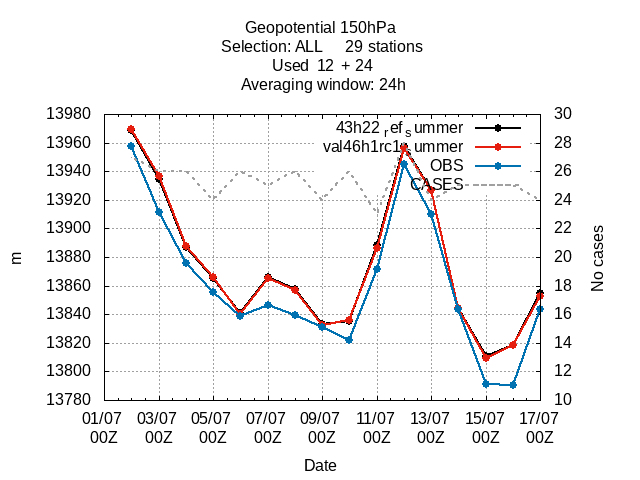 Geopotential 150hPa
Selection: ALL 29 stations
Used 12 + 24
Averaging window: 24h
13980
13960
13940
13920
13900
13880
13860
13840
13820
13800
13780
m
30
28
26
24
22
20
18
16
14
12
10
No cases
43h22refsummer
val46h1rc1summer
OBS
CASES
01/07 03/07 05/07 07/07 09/07 11/07 13/07 15/07 17/07
00Z 00Z 00Z 00Z 00Z 00Z 00Z 00Z 00Z
Date